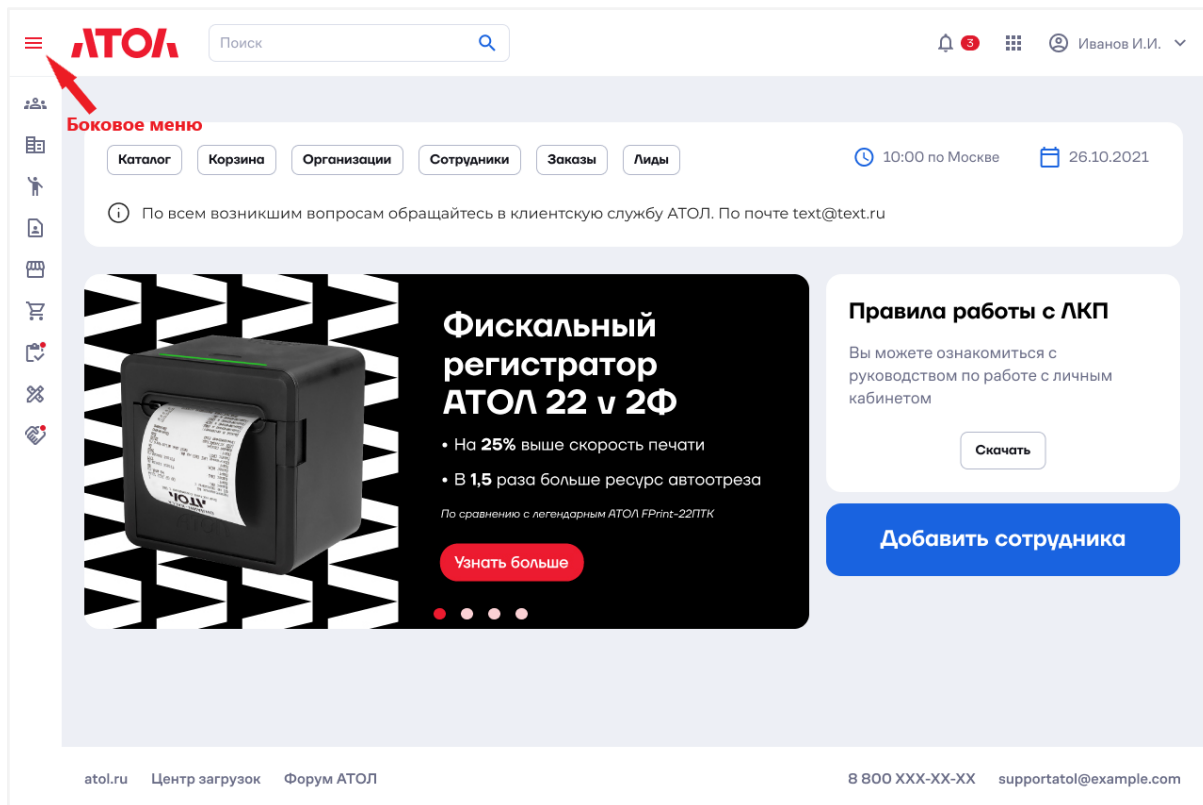 АТОЛ
Поиск
3
Иванов И.И.
Боковое меню
Каталог
Корзина
Организации
Сотрудники
Заказы
Лиды
10:00 по Москве
26.10.2021
По всем возникшим вопросам обращайтесь в клиентскую службу АТОЛ. По почте text@text.ru
Фискальный
регистратор
АТОЛ 22 v 2Ф
• На 25% выше скорость печати
• В 1,5 раза больше ресурс автоотреза
По сравнению с легендарным АТОЛ FPrint-22ПТК
Узнать больше
Правила работы с ЛКП
Вы можете ознакомиться с
руководством по работе с личным
кабинетом
Скачать
Добавить сотрудника
atol.ru
Центр загрузок
Форум АТОЛ
8 800 XXX-XX-XX
supportatol@example.com